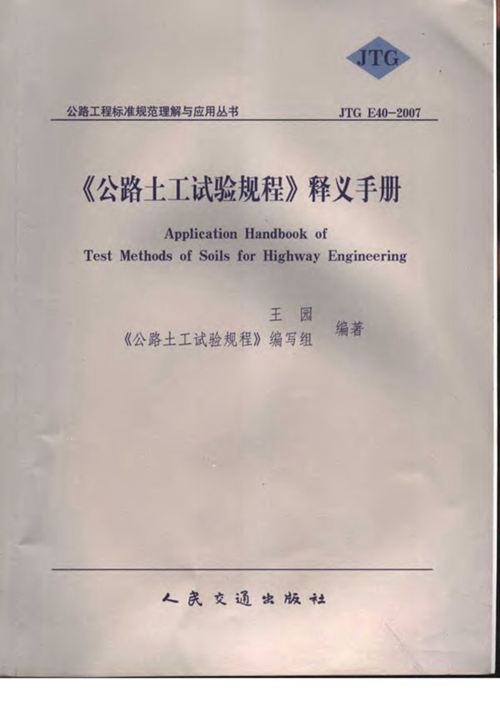 JTG
公路工程标准规范理解与应用丛书 JTG E40-2007
《公路土工试验规程》释义手册
Application Handbook of
Test Methods of Soils for Highway Engineering
王园
《公路土工试验规程》编写组 编著
人民交通出版社